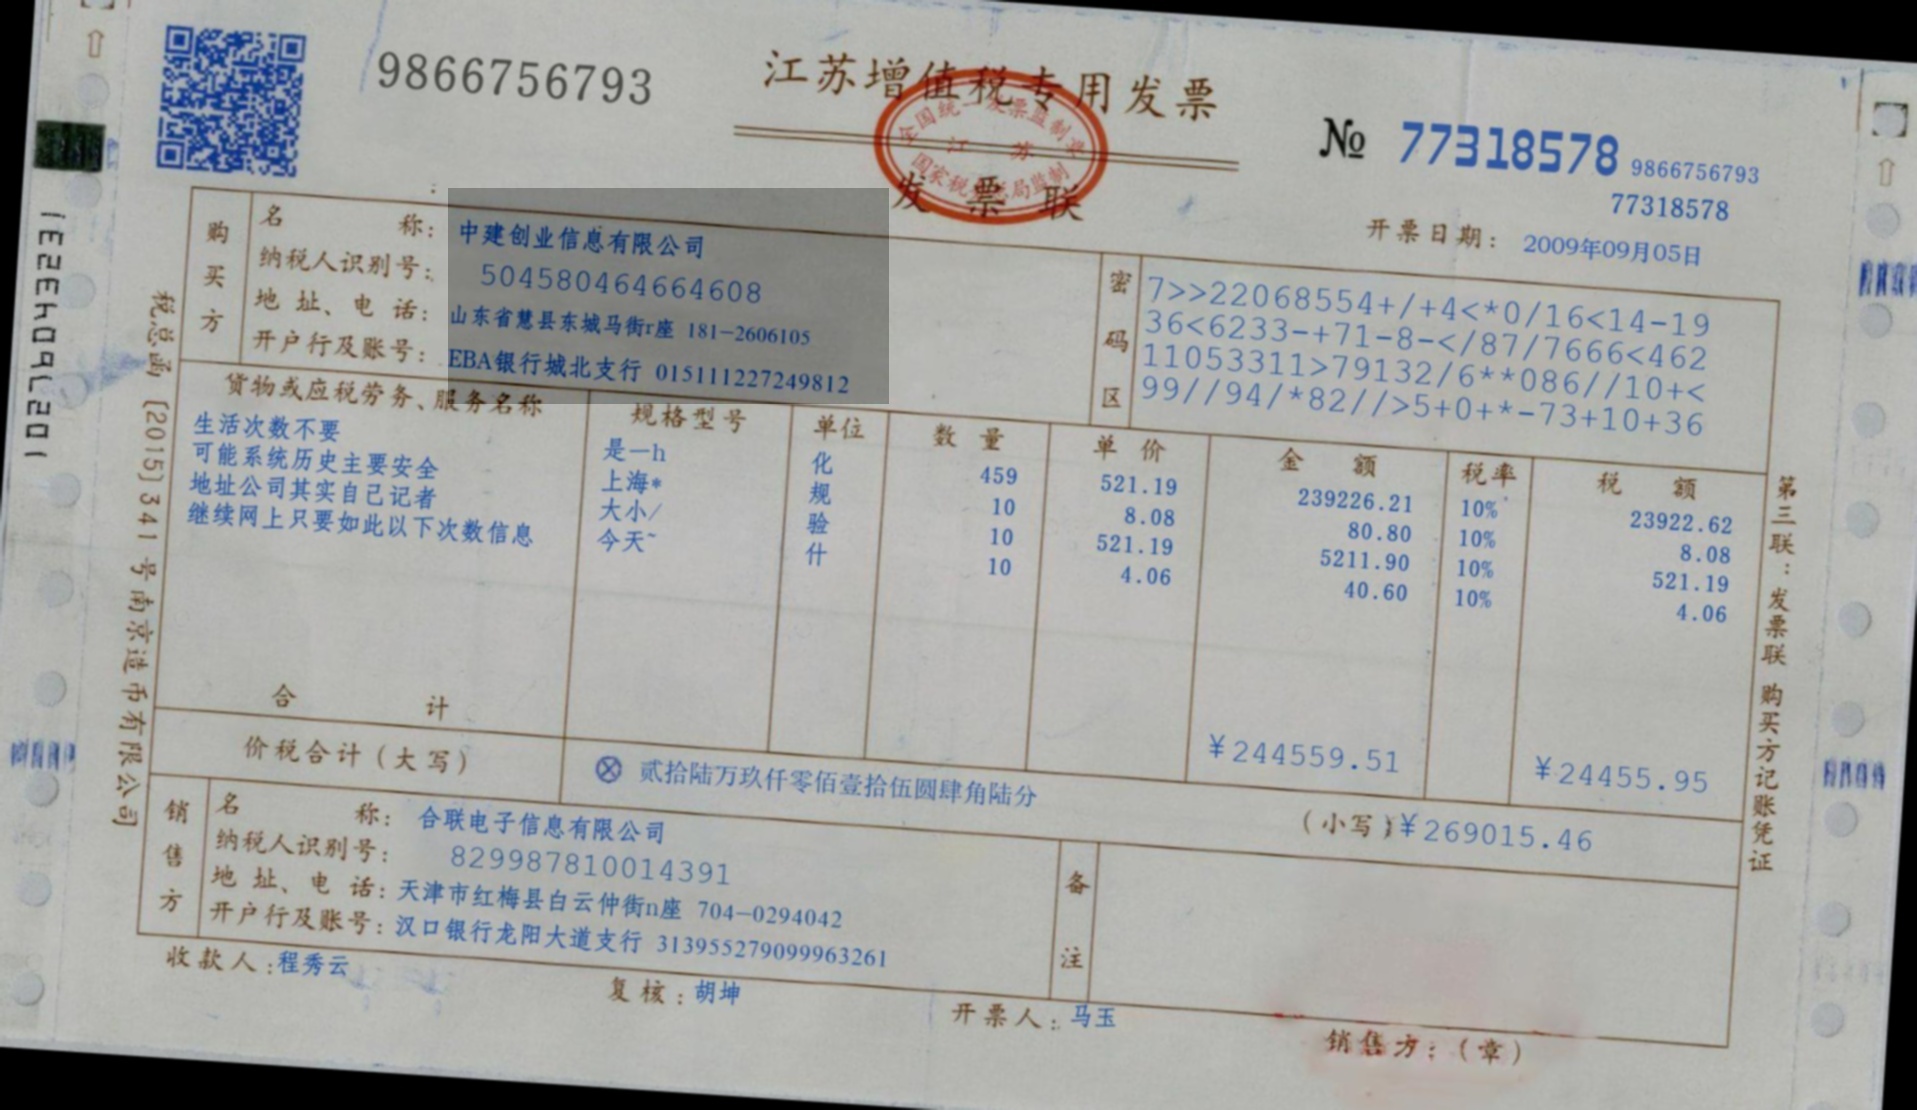 9866756793
江苏增值税专用发票
全国统一发票监制章
江 苏
国家税务总局监制
发票联
№ 77318578 9866756793
77318578
开票日期: 2009年09月05日
购买方
名 称: 中建创业信息有限公司
纳税人识别号: 504580464664608
地 址、电 话: 山东省慧县东城马街r座 181-2606105
开户行及账号: EBA银行城北支行 015111227249812
密码区
7>>22068554+/+4<*0/16<14-19
36<6233-+71-8-</87/7666<462
11053311>79132/6**086//10+<
99//94/*82//>5+0+*-73+10+36
货物或应税劳务、服务名称 规格型号 单位 数 量 单 价 金 额 税率 税 额
生活次数不要 是一h 化 459 521.19 239226.21 10% 23922.62
可能系统历史主要安全 上海* 规 10 8.08 80.80 10% 8.08
地址公司其实自己记者 大小/ 验 10 521.19 5211.90 10% 521.19
继续网上只要如此以下次数信息 今天~ 什 10 4.06 40.60 10% 4.06
合 计 ¥244559.51 ¥24455.95
价税合计(大写) ⊗ 贰拾陆万玖仟零佰壹拾伍圆肆角陆分 (小写)¥269015.46
销售方
名 称: 合联电子信息有限公司
纳税人识别号: 829987810014391
地 址、电 话: 天津市红梅县白云仲街n座 704-0294042
开户行及账号: 汉口银行龙阳大道支行 313955279099963261
备注
收款人:程秀云 复核:胡坤 开票人:马玉 销售方:(章)
税总函[2015]341号南京造币有限公司
第三联:发票联 购买方记账凭证